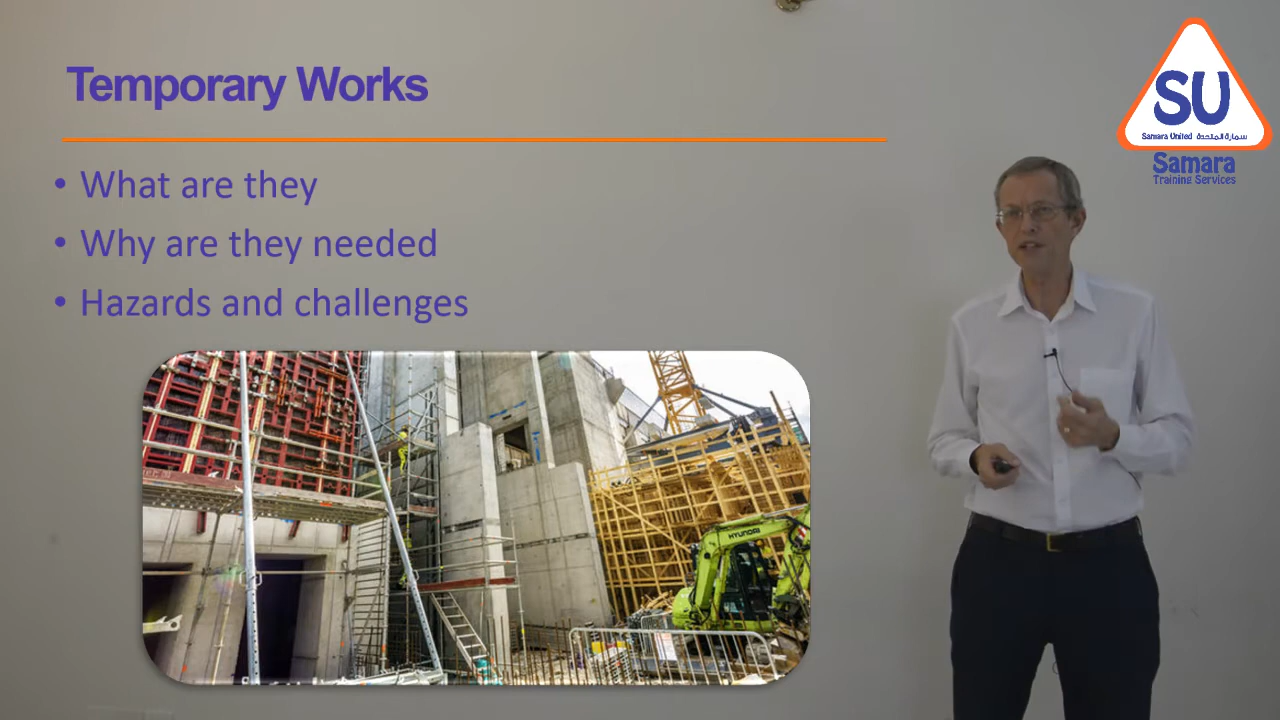 Temporary Works
• What are they
• Why are they needed
• Hazards and challenges
SU
Samara United سمارة المتحدة
Samara
Training Services
HYUNDAI